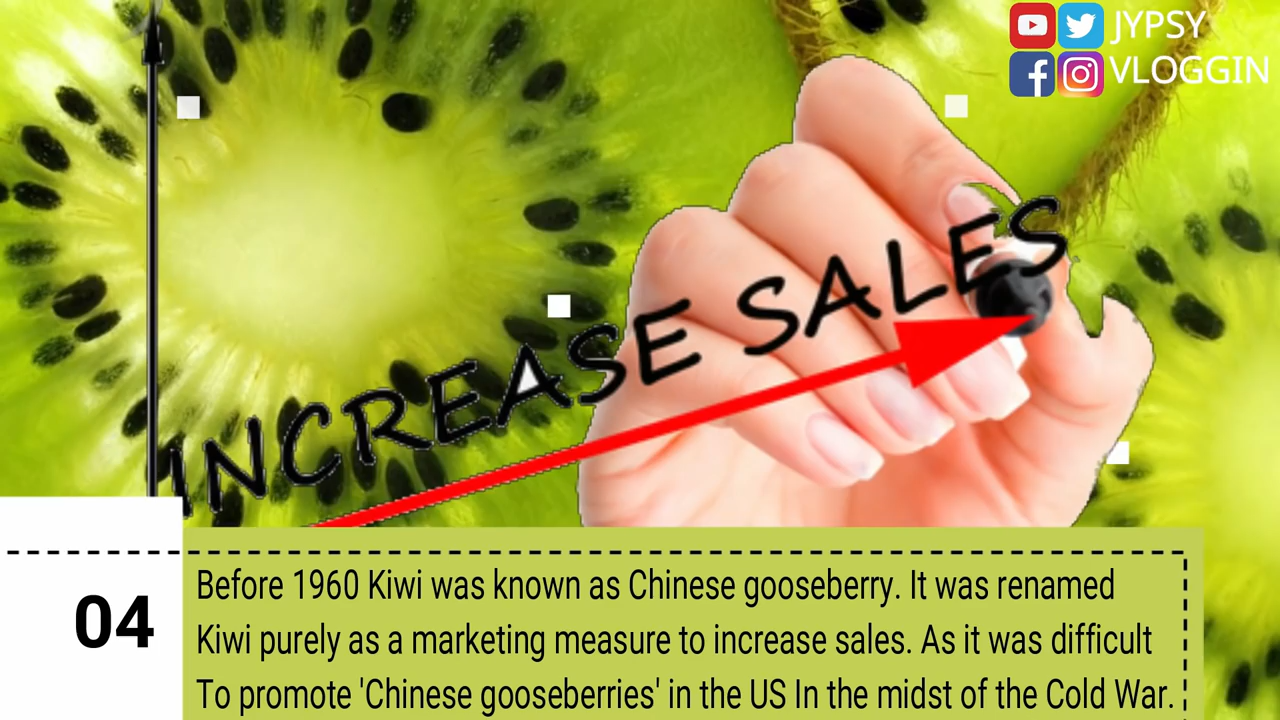 JYPSY
VLOGGIN
INCREASE SALES
04
Before 1960 Kiwi was known as Chinese gooseberry. It was renamed
Kiwi purely as a marketing measure to increase sales. As it was difficult
To promote 'Chinese gooseberries' in the US In the midst of the Cold War.